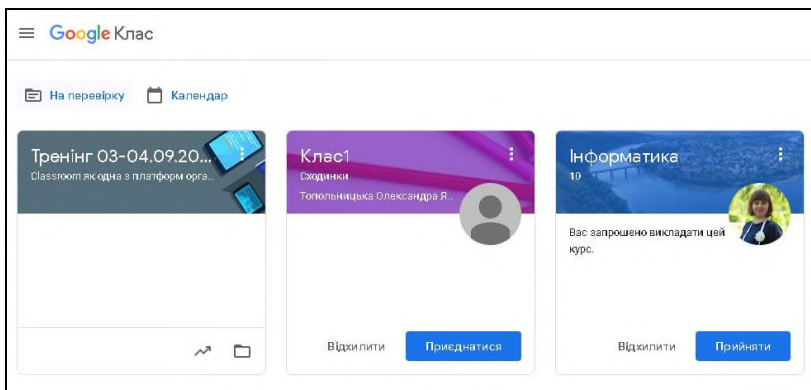 Google Клас
На перевірку Календар
Тренінг 03-04.09.20...
Classroom як одна з платформ орга...
Клас1
Сходинки
Топольницька Олександра Я...
Відхилити Приєднатися
Інформатика
10
Вас запрошено викладати цей
курс.
Відхилити Прийняти